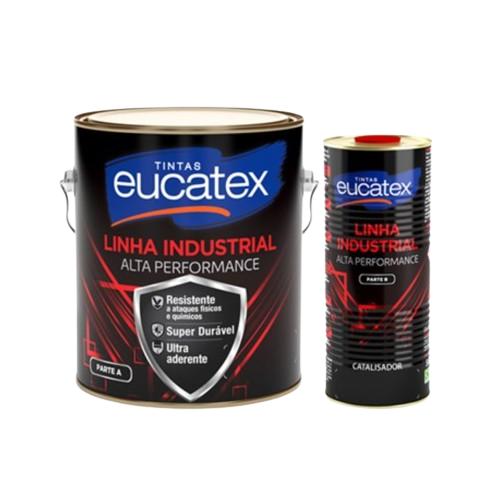 TINTAS
eucatex
LINHA INDUSTRIAL
ALTA PERFORMANCE
Resistente
a ataques físicos
e químicos
Super Durável
Ultra
aderente
PARTE A
TINTAS
eucatex
LINHA
INDUSTRIAL
ALTA PERFORMANCE
PARTE B
CATALISADOR